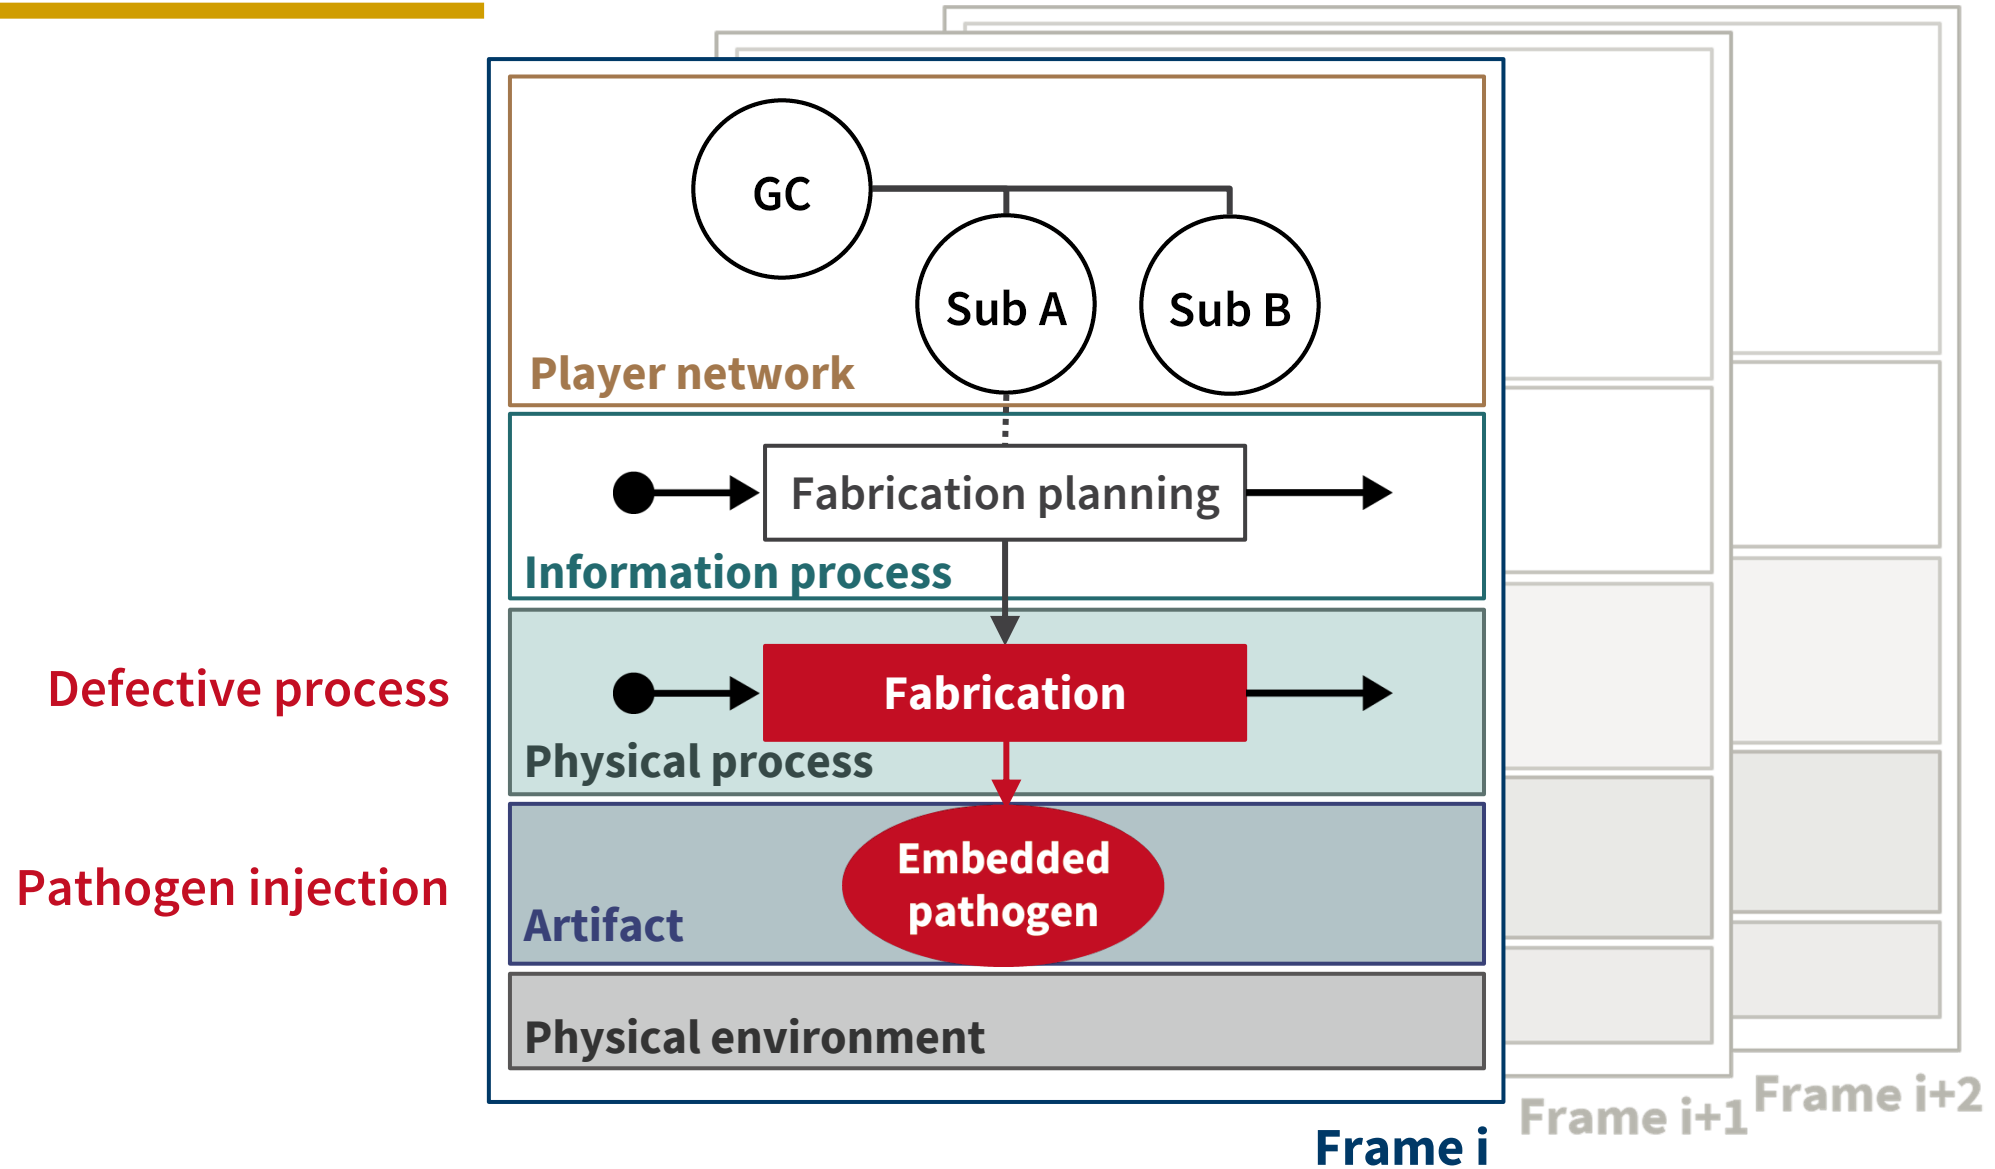 GC
Sub A
Sub B
Player network
Fabrication planning
Information process
Defective process
Fabrication
Physical process
Pathogen injection
Embedded
pathogen
Artifact
Physical environment
Frame i
Frame i+1
Frame i+2